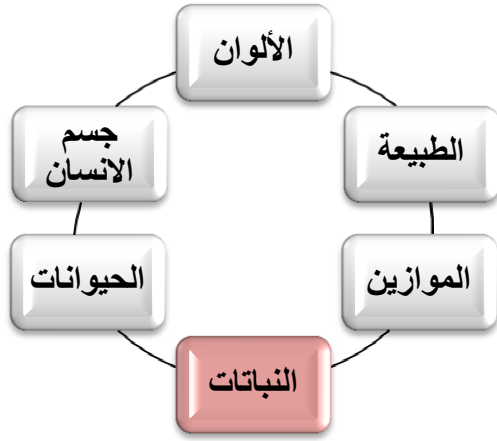 الألوان
الطبيعة
الموازين
النباتات
الحيوانات
جسم
الانسان